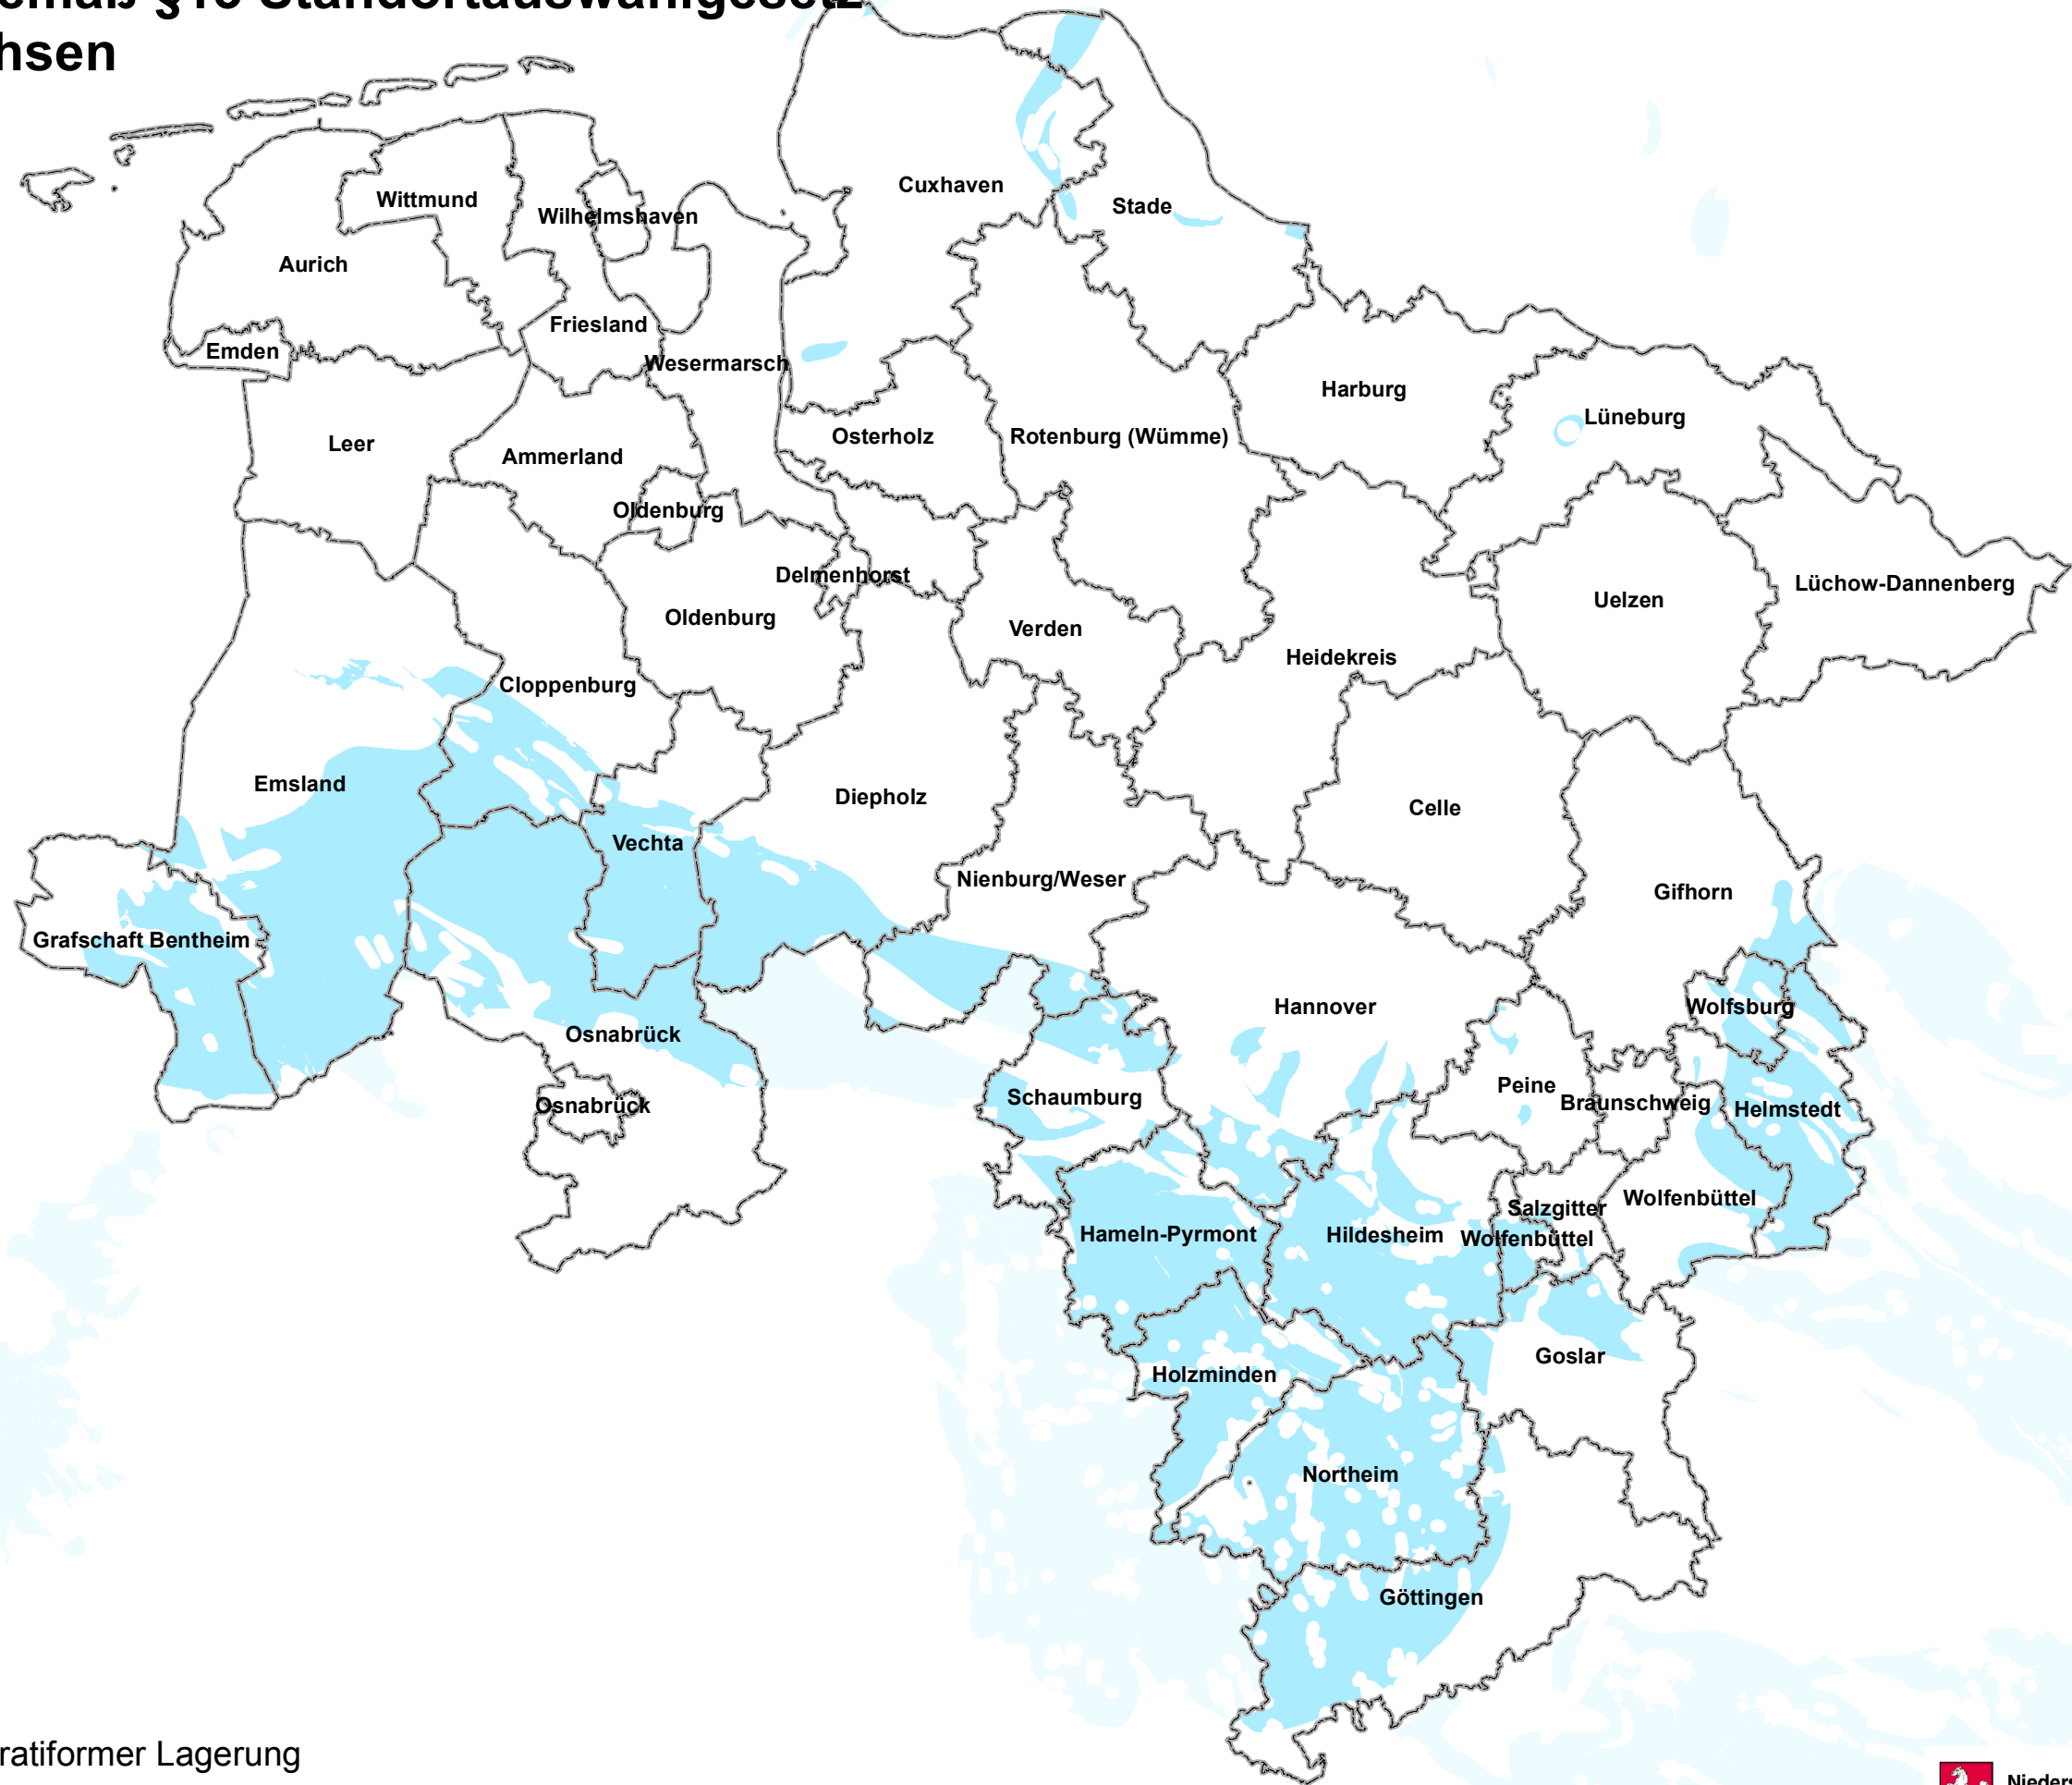 §16 Standortauswahlgesetz
hsen
Cuxhaven
Wittmund
Stade
Wilhelmshaven
Aurich
Friesland
Emden
Wesermarsch
Harburg
Lüneburg
Osterholz
Rotenburg (Wümme)
Leer
Ammerland
Oldenburg
Delmenhorst
Lüchow-Dannenberg
Uelzen
Oldenburg
Verden
Heidekreis
Cloppenburg
Emsland
Diepholz
Celle
Vechta
Nienburg/Weser
Gifhorn
Grafschaft Bentheim
Hannover
Wolfsburg
Osnabrück
Peine
Schaumburg
Braunschweig
Osnabrück
Helmstedt
Wolfenbüttel
Salzgitter
Hameln-Pyrmont
Hildesheim
Wolfenbüttel
Goslar
Holzminden
Northeim
Göttingen
ratiformer Lagerung